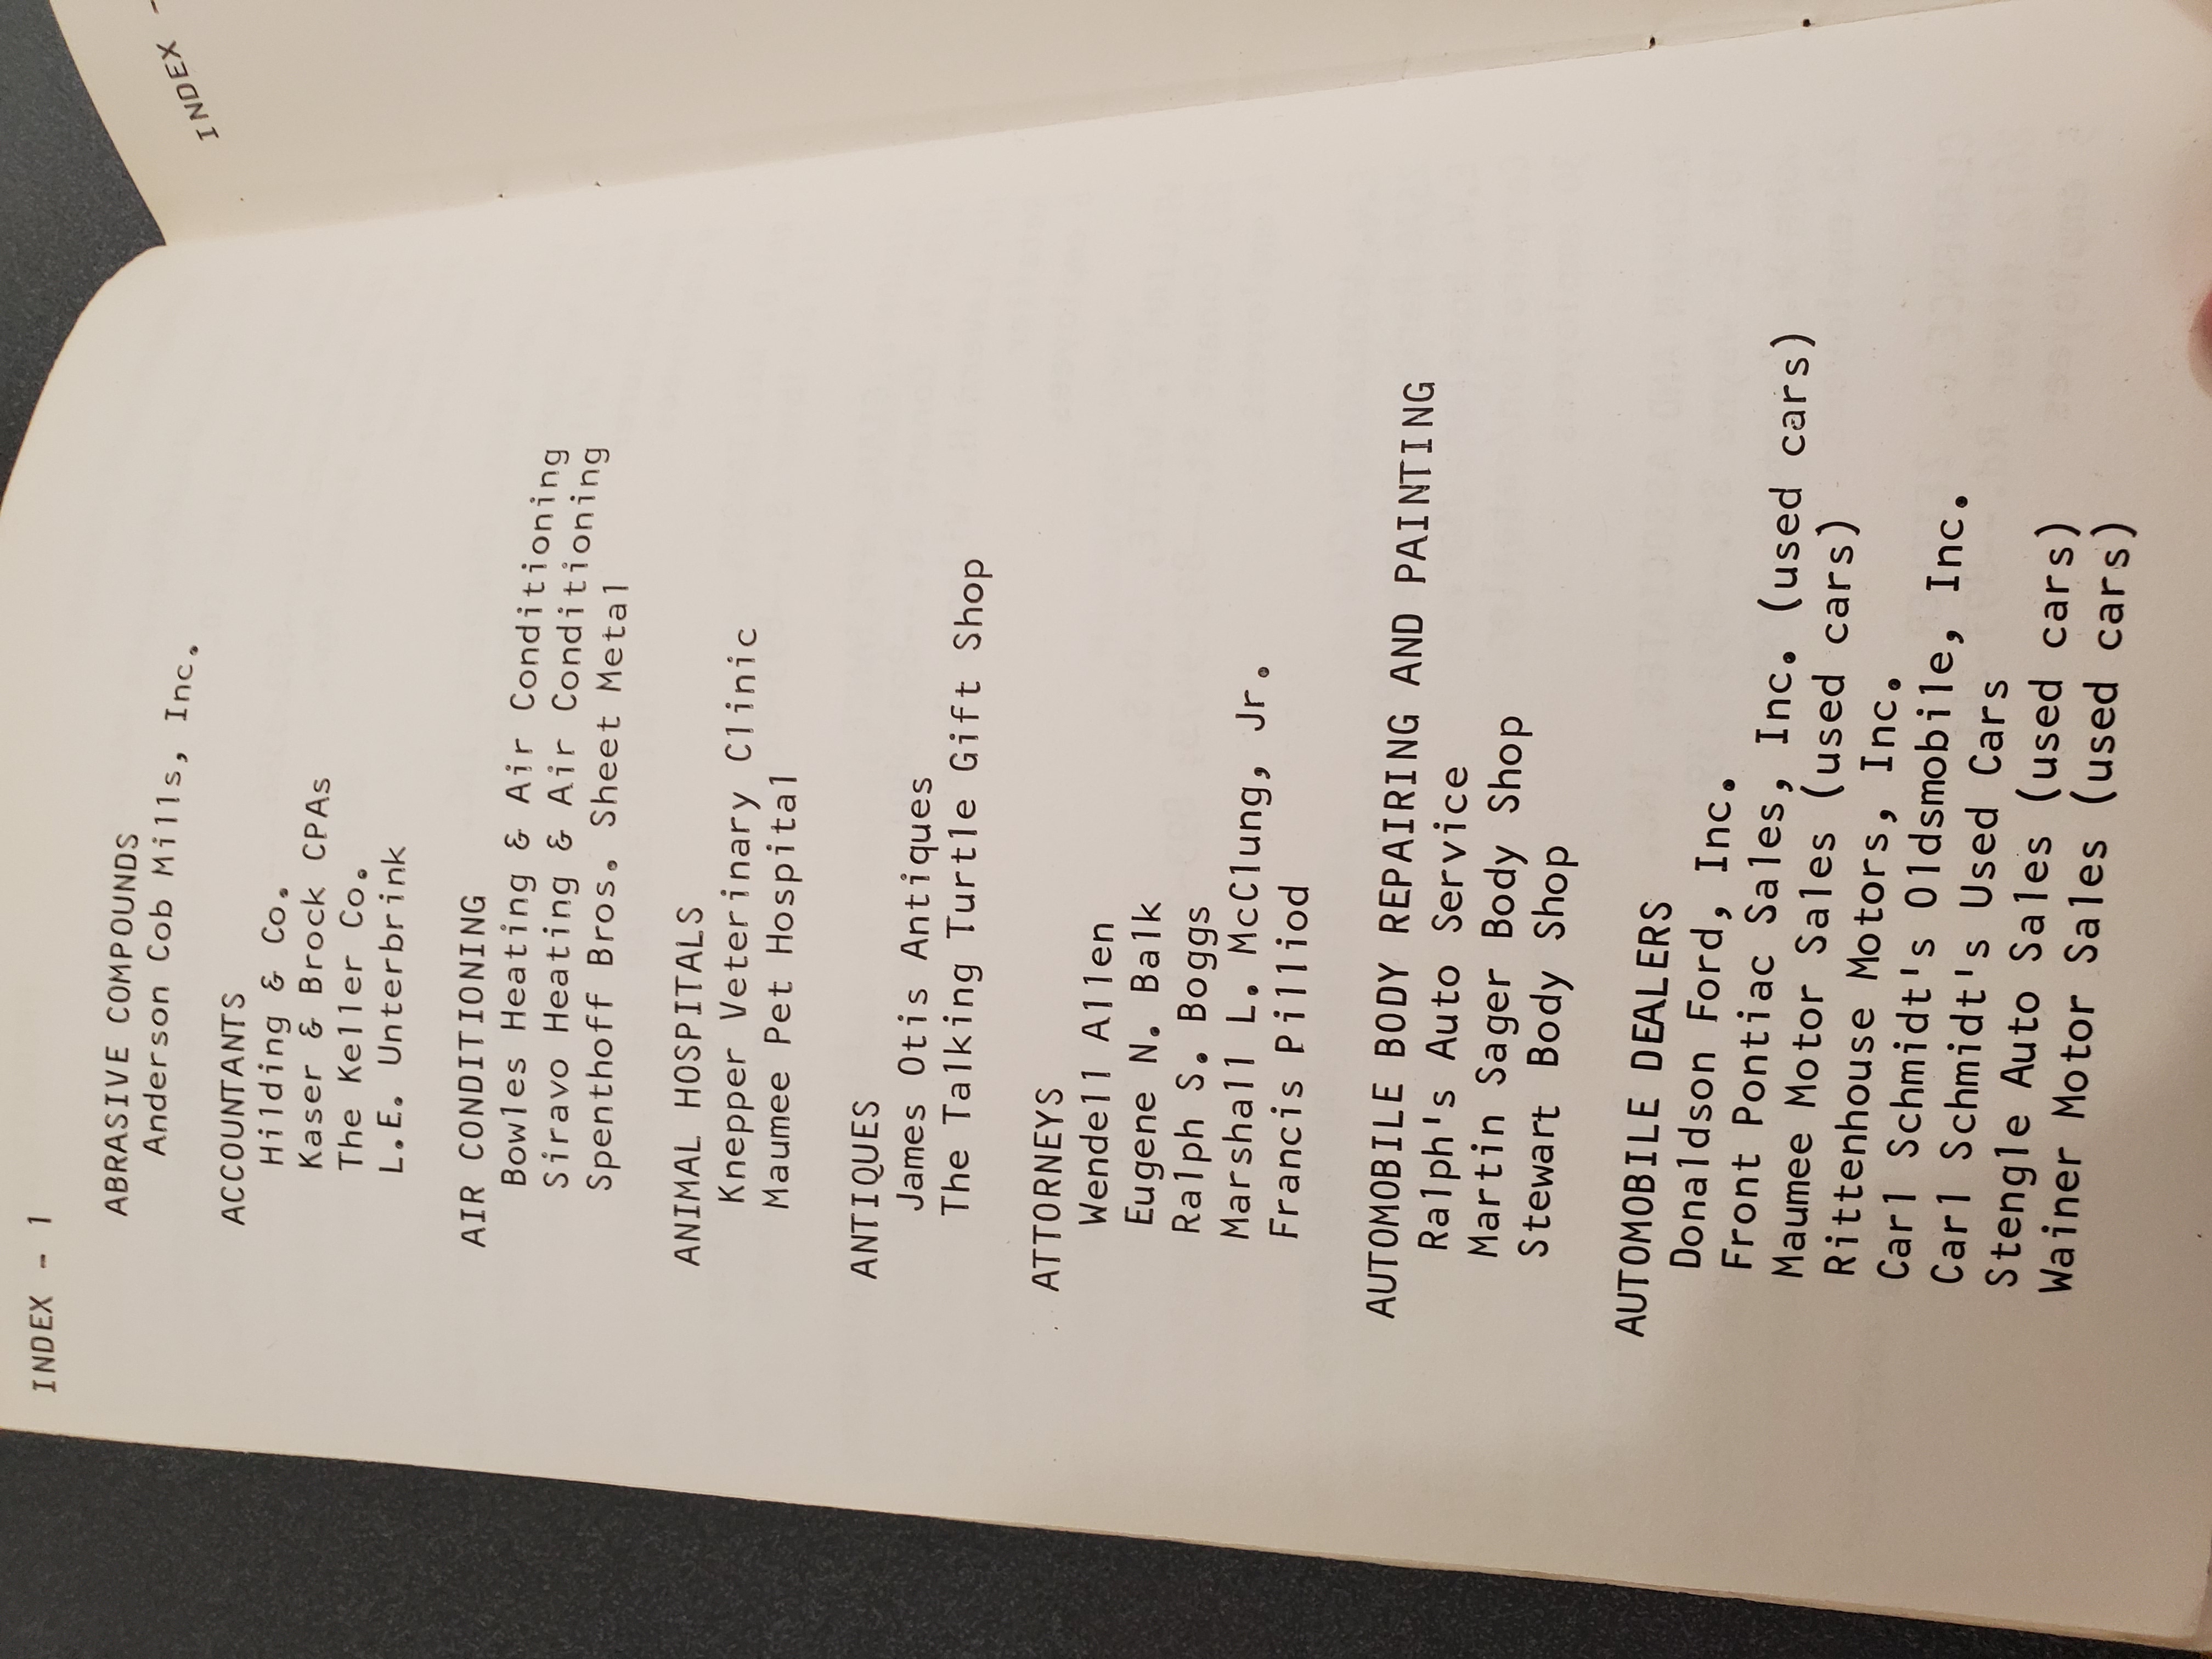 INDEX - 1
ABRASIVE COMPOUNDS
Anderson Cob Mills, Inc.
ACCOUNTANTS
Hilding & Co.
Kaser & Brock CPAs
The Keller Co.
L.E. Unterbrink
AIR CONDITIONING
Bowles Heating & Air Conditioning
Siravo Heating & Air Conditioning
Spenthoff Bros. Sheet Metal
ANIMAL HOSPITALS
Knepper Veterinary Clinic
Maumee Pet Hospital
ANTIQUES
James Otis Antiques
The Talking Turtle Gift Shop
ATTORNEYS
Wendell Allen
Eugene N. Balk
Ralph S. Boggs
Marshall L. McClung, Jr.
Francis Pilliod
AUTOMOBILE BODY REPAIRING AND PAINTING
Ralph's Auto Service
Martin Sager Body Shop
Stewart Body Shop
AUTOMOBILE DEALERS
Donaldson Ford, Inc.
Front Pontiac Sales, Inc. (used cars)
Maumee Motor Sales (used cars)
Rittenhouse Motors, Inc.
Carl Schmidt's Oldsmobile, Inc.
Carl Schmidt's Used Cars
Stengle Auto Sales (used cars)
Wainer Motor Sales (used cars)
INDEX -